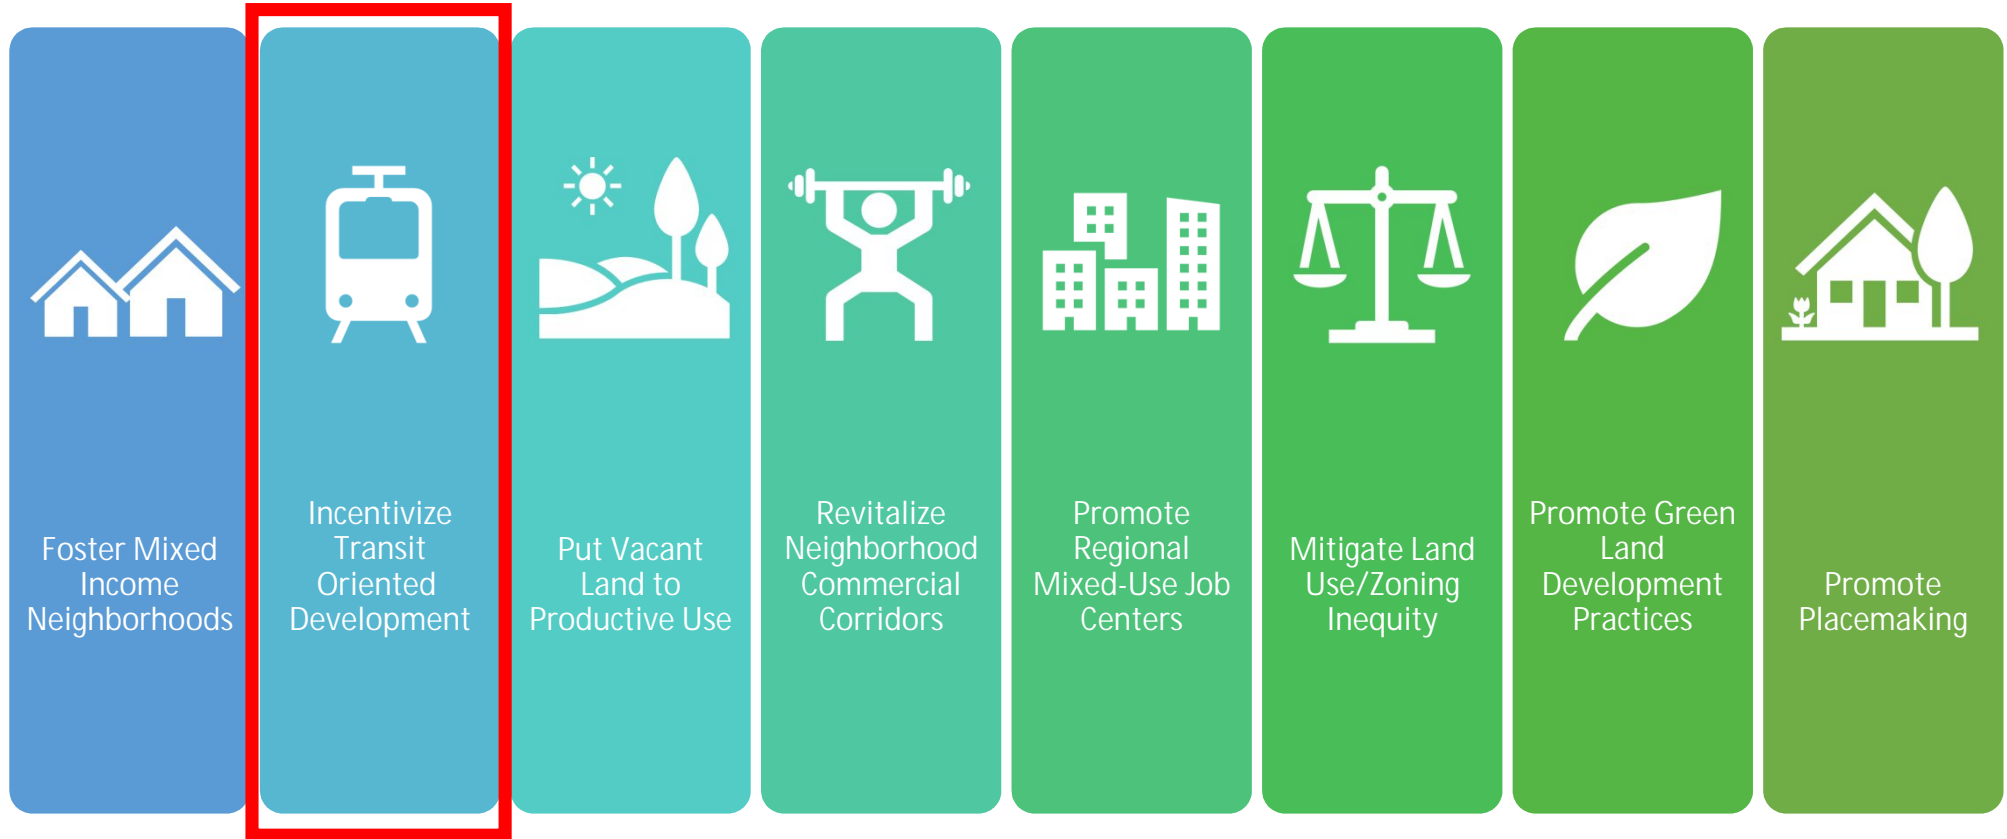 Foster Mixed
Income
Neighborhoods
Incentivize
Transit
Oriented
Development
Put Vacant
Land to
Productive Use
Revitalize
Neighborhood
Commercial
Corridors
Promote
Regional
Mixed-Use Job
Centers
Mitigate Land
Use/Zoning
Inequity
Promote Green
Land
Development
Practices
Promote
Placemaking